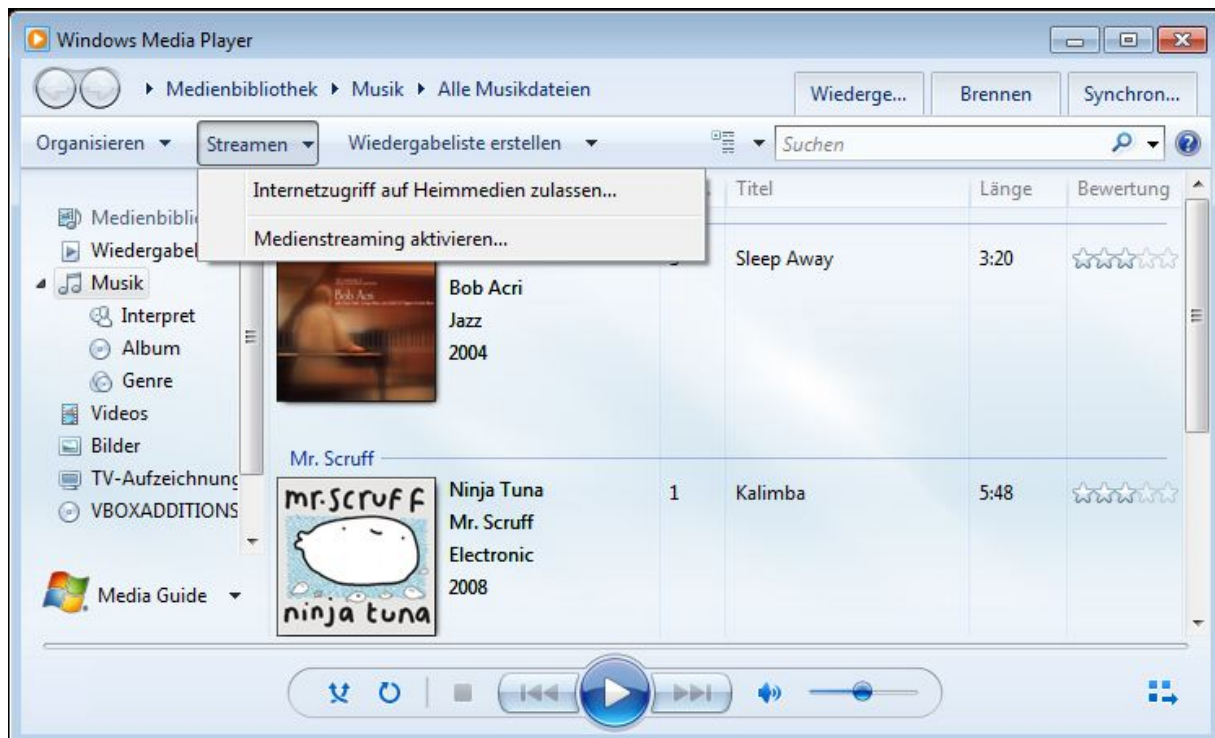 Windows Media Player
Medienbibliothek Musik Alle Musikdateien
Wiederge... Brennen Synchron...
Organisieren Streamen Wiedergabeliste erstellen Suchen
Internetzugriff auf Heimmedien zulassen...
Medienstreaming aktivieren...
Titel Länge Bewertung
Medienbibli
Wiedergabel
Musik
Interpret
Album
Genre
Videos
Bilder
TV-Aufzeichnung
VBOXADDITIONS
Media Guide
Bob Acri
Bob Acri
Jazz
2004
Sleep Away 3:20
Mr. Scruff
mr.scruff
ninja tuna
Ninja Tuna
Mr. Scruff
Electronic
2008
1 Kalimba 5:48